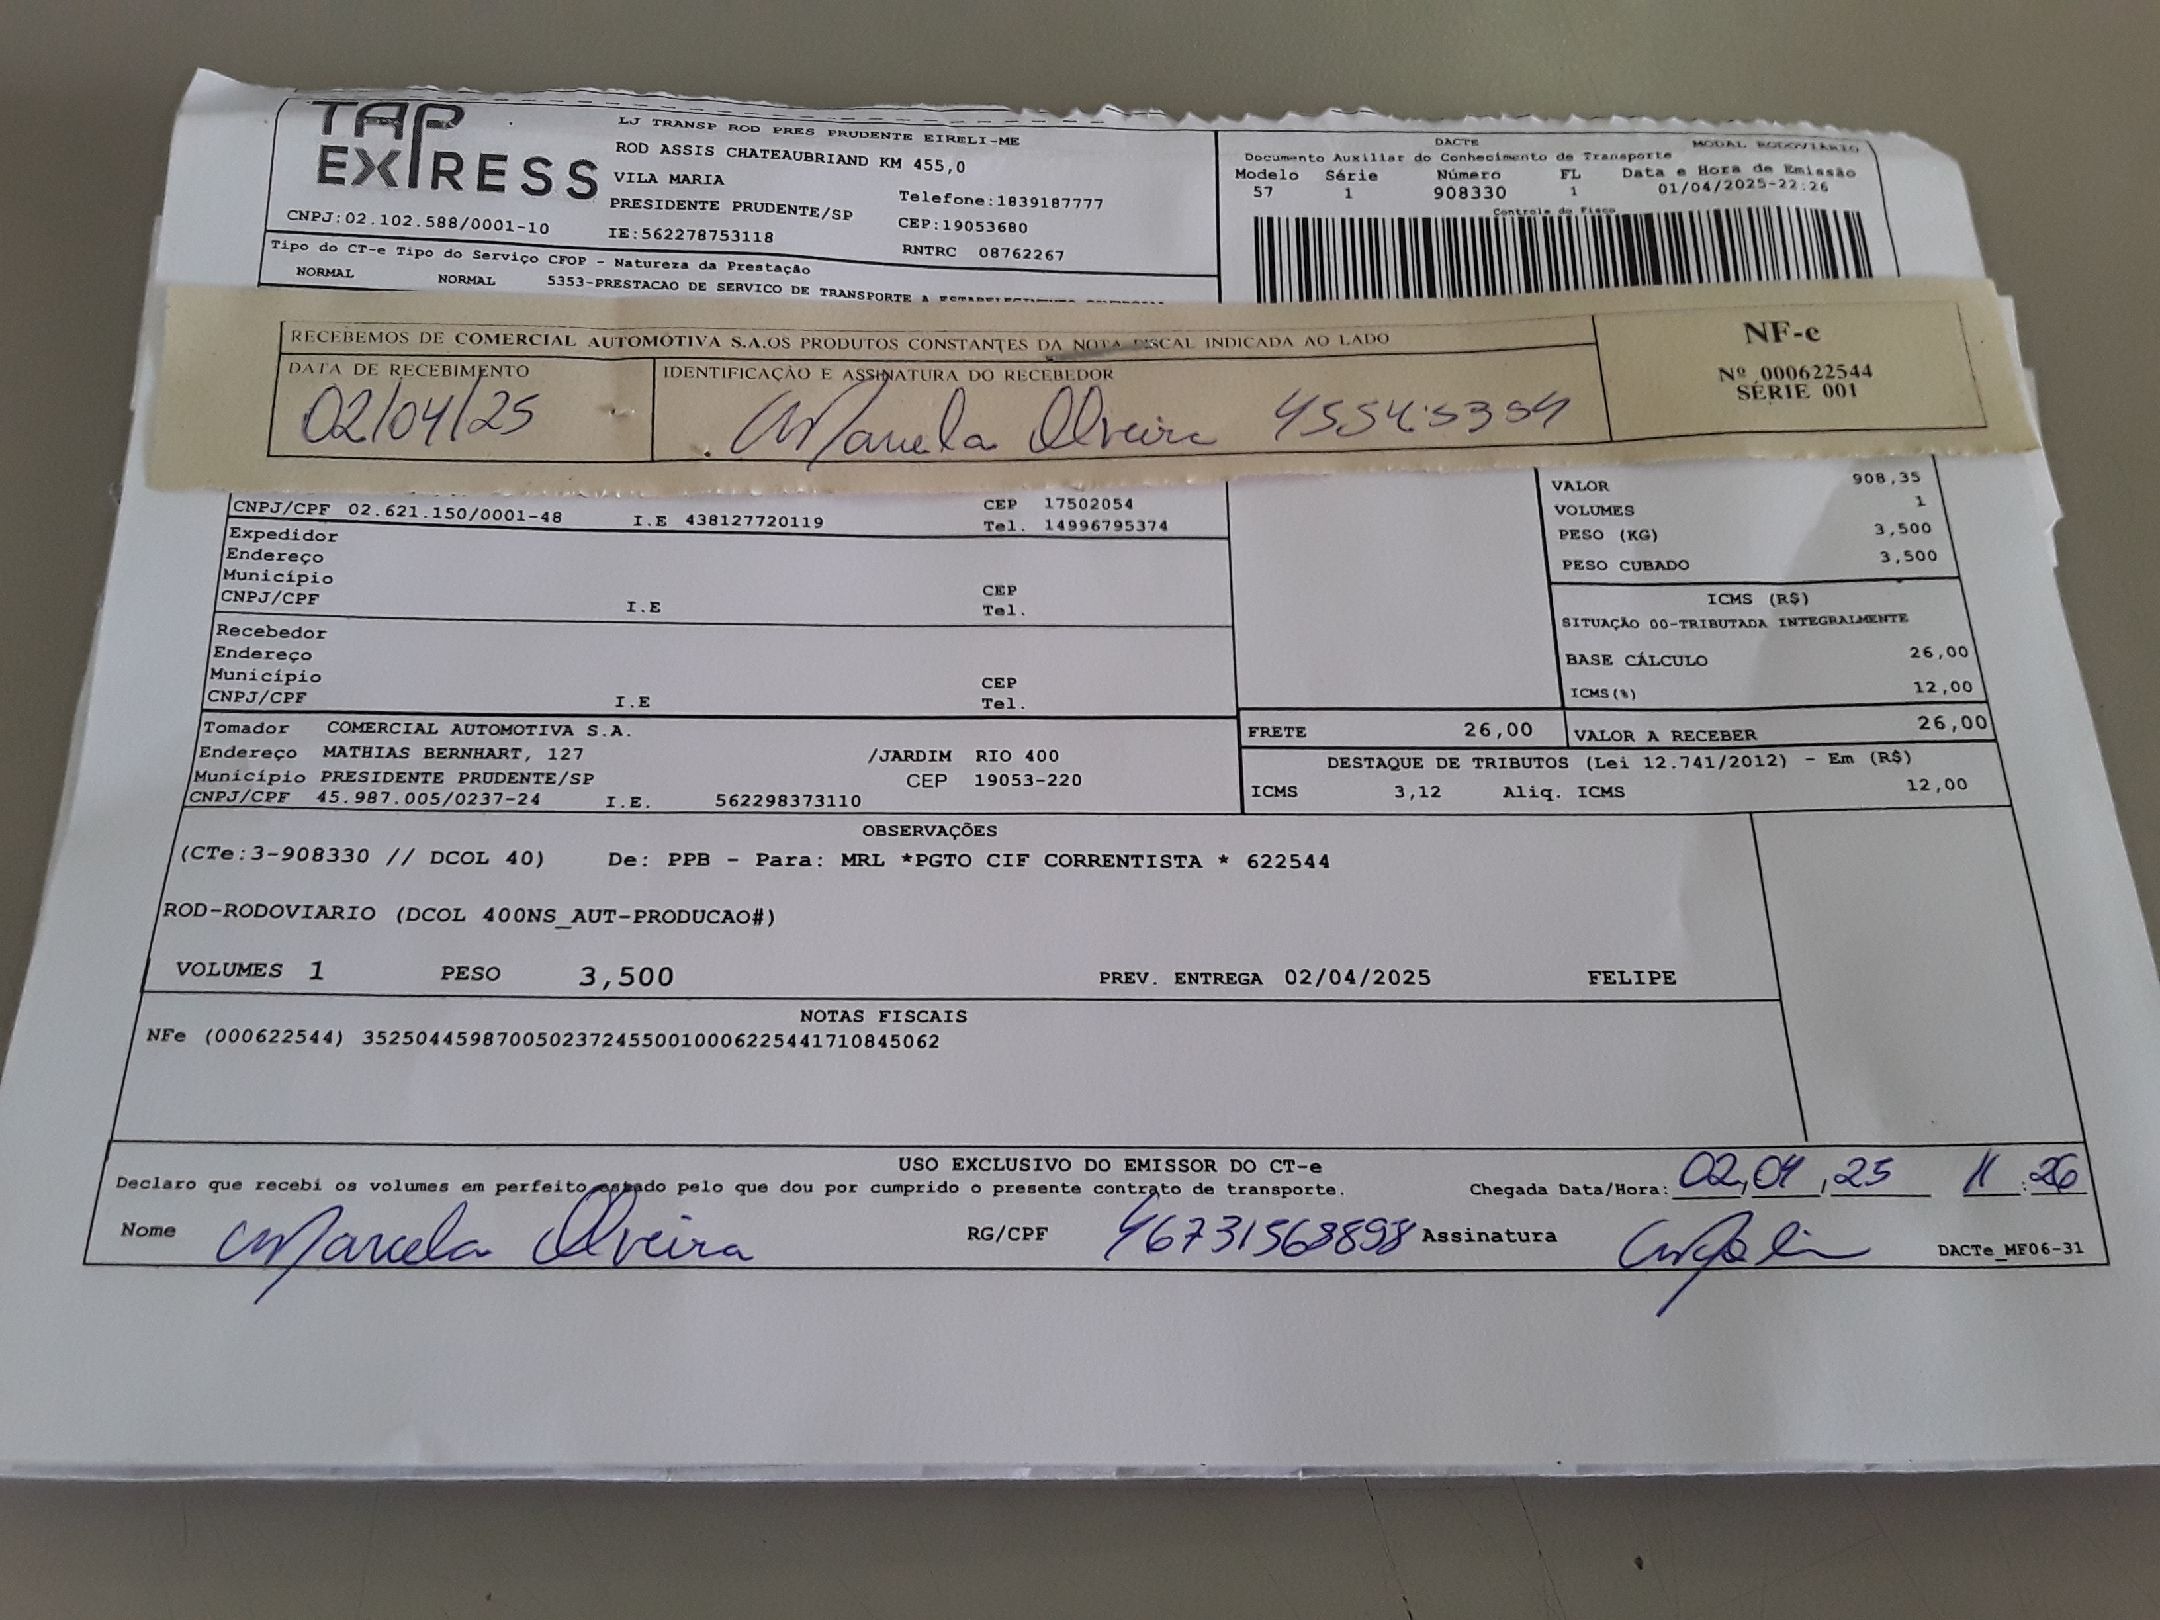 TAP EXPRESS
LJ TRANSP ROD PRES PRUDENTE EIRELI-ME
ROD ASSIS CHATEAUBRIAND KM 455,0
VILA MARIA
PRESIDENTE PRUDENTE/SP Telefone:1839187777
CNPJ:02.102.588/0001-10 IE:562278753118 CEP:19053680
RNTRC 08762267
DACTE MODAL RODOVIÁRIO
Documento Auxiliar do Conhecimento de Transporte
Modelo Série Número FL Data e Hora de Emissão
57 1 908330 1 01/04/2025-22:26
Controle do Fisco
Tipo do CT-e Tipo do Serviço CFOP - Natureza da Prestação
NORMAL NORMAL 5353-PRESTACAO DE SERVICO DE TRANSPORTE A ESTABELECIMENTO
RECEBEMOS DE COMERCIAL AUTOMOTIVA S.A.OS PRODUTOS CONSTANTES DA NOTA FISCAL INDICADA AO LADO
DATA DE RECEBIMENTO IDENTIFICAÇÃO E ASSINATURA DO RECEBEDOR
02/04/25 Marcela Oliveira
NF-e
Nº 000622544
SÉRIE 001
CNPJ/CPF 02.621.150/0001-48 I.E 438127720119 CEP 17502054
Tel. 14996795374
Expedidor
Endereço
Município CEP
CNPJ/CPF I.E Tel.
Recebedor
Endereço
Município CEP
CNPJ/CPF I.E Tel.
VALOR 908,35
VOLUMES 1
PESO (KG) 3,500
PESO CUBADO 3,500
ICMS (R$)
SITUAÇÃO 00-TRIBUTADA INTEGRALMENTE
BASE CÁLCULO 26,00
ICMS(%) 12,00
Tomador COMERCIAL AUTOMOTIVA S.A.
Endereço MATHIAS BERNHART, 127 /JARDIM RIO 400
Município PRESIDENTE PRUDENTE/SP CEP 19053-220
CNPJ/CPF 45.987.005/0237-24 I.E. 562298373110
FRETE 26,00 VALOR A RECEBER 26,00
DESTAQUE DE TRIBUTOS (Lei 12.741/2012) - Em (R$)
ICMS 3,12 Aliq. ICMS 12,00
OBSERVAÇÕES
(CTe:3-908330 // DCOL 40) De: PPB - Para: MRL *PGTO CIF CORRENTISTA * 622544
ROD-RODOVIARIO (DCOL 400NS_AUT-PRODUCAO#)
VOLUMES 1 PESO 3,500 PREV. ENTREGA 02/04/2025 FELIPE
NOTAS FISCAIS
NFe (000622544) 35250445987005023724550010006225441710845062
USO EXCLUSIVO DO EMISSOR DO CT-e
Declaro que recebi os volumes em perfeito estado pelo que dou por cumprido o presente contrato de transporte. Chegada Data/Hora: 02,04,25 11:26
Nome Marcela Oliveira RG/CPF 46731568898 Assinatura
DACTe_MF06-31